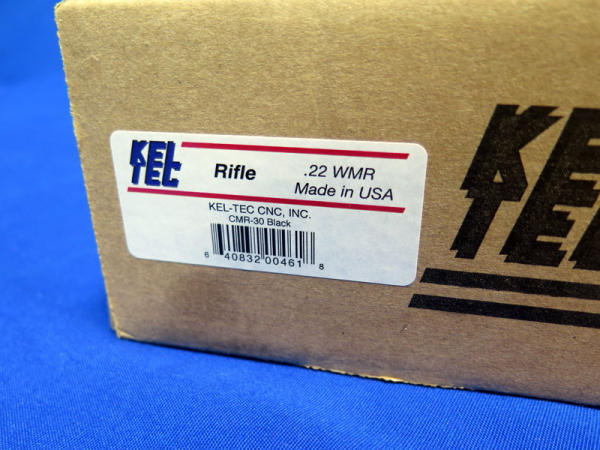 KEL
TEC
Rifle
.22 WMR
Made in USA
KEL-TEC CNC, INC.
CMR-30 Black
6 40832 00461 8
KEL
TEC